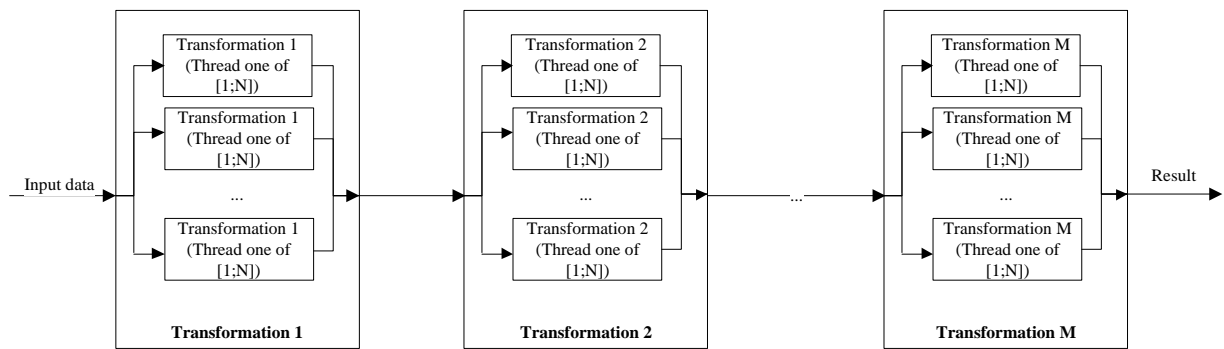 Input data
Transformation 1
(Thread one of
[1;N])
Transformation 1
(Thread one of
[1;N])
...
Transformation 1
(Thread one of
[1;N])
Transformation 1
Transformation 2
(Thread one of
[1;N])
Transformation 2
(Thread one of
[1;N])
...
Transformation 2
(Thread one of
[1;N])
Transformation 2
...
Transformation M
(Thread one of
[1;N])
Transformation M
(Thread one of
[1;N])
...
Transformation M
(Thread one of
[1;N])
Transformation M
Result